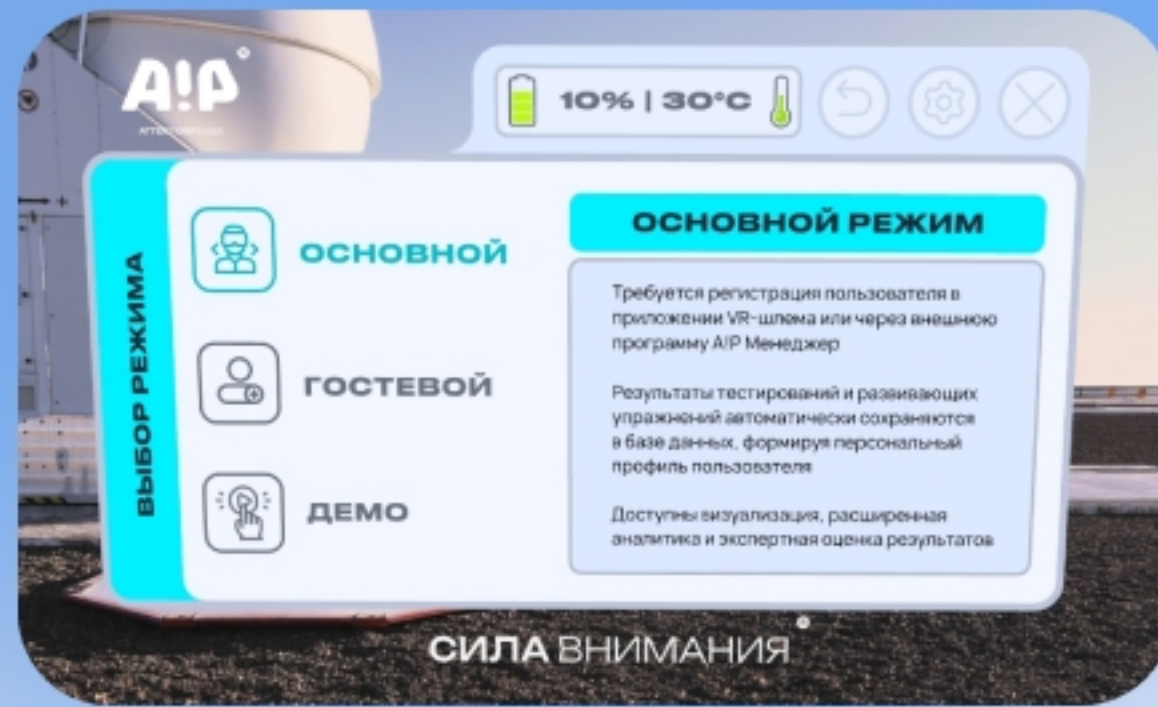 A!P
10% | 30°C
ВЫБОР РЕЖИМА
ОСНОВНОЙ
ГОСТЕВОЙ
ДЕМО
ОСНОВНОЙ РЕЖИМ
Требуется регистрация пользователя в
приложении VR-шлема или через внешнюю
программу A!P Менеджер
Результаты тестирований и развивающих
упражнений автоматически сохраняются
в базе данных, формируя персональный
профиль пользователя
Доступны визуализация, расширенная
аналитика и экспертная оценка результатов
СИЛА ВНИМАНИЯ